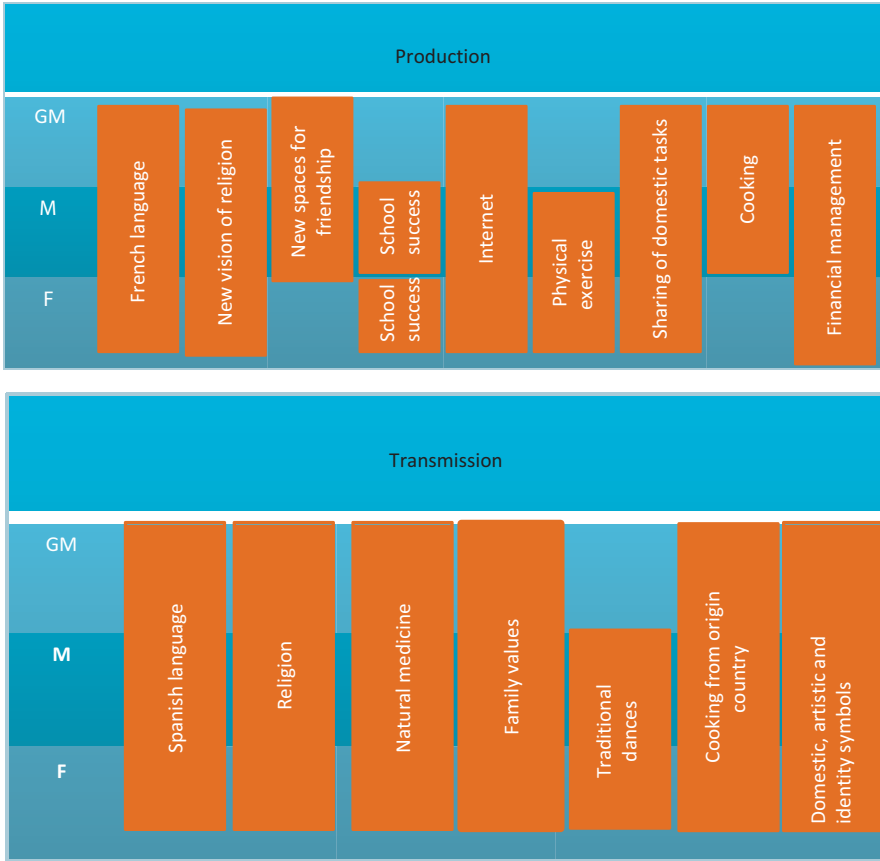 Production
GM
M
F
French language
New vision of religion
New spaces for
friendship
School
success
School
success
Internet
Physical
exercise
Sharing of domestic tasks
Cooking
Financial management
Transmission
GM
M
F
Spanish language
Religion
Natural medicine
Family values
Traditional
dances
Cooking from origin
country
Domestic, artistic and
identity symbols